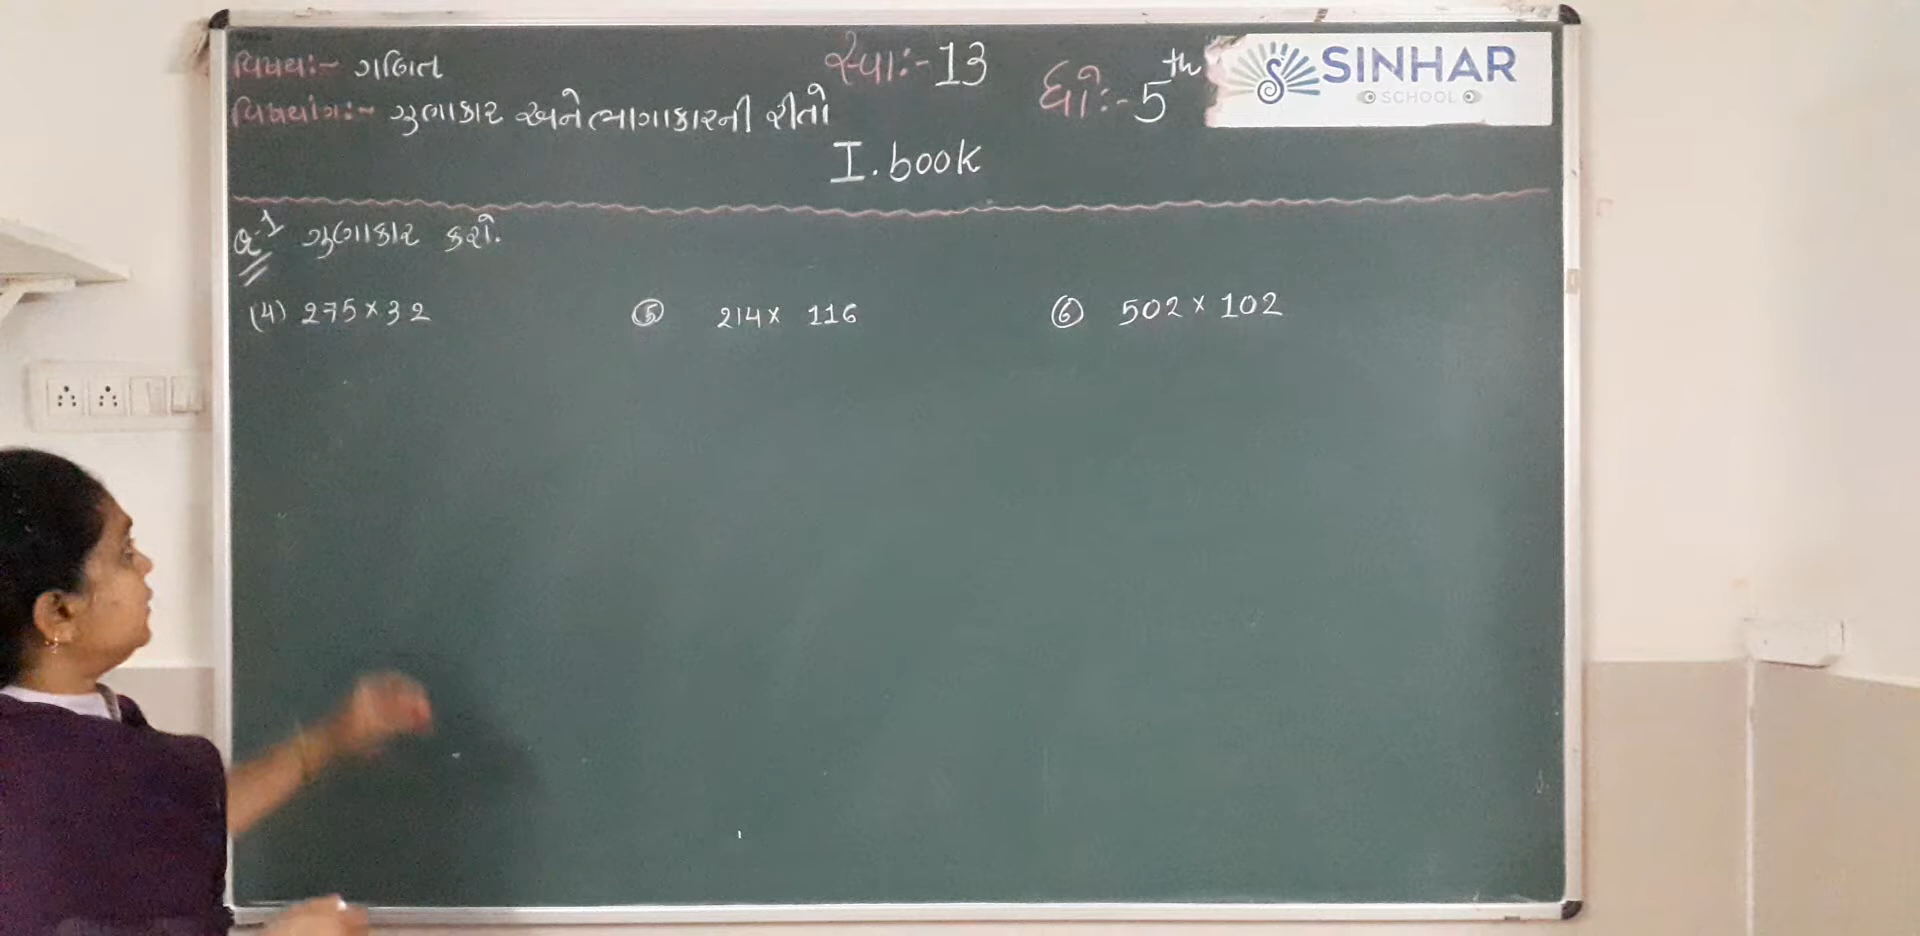 વિષય:- ગણિત
સ્વા:- 13
ધો:- 5th
SINHAR
SCHOOL
વિષયાંગ:- ગુણાકાર અને ભાગાકારની રીતો
I. book
Q-1 ગુણાકાર કરો.
(4) 275 × 32
⑤ 214 × 116
⑥ 502 × 102